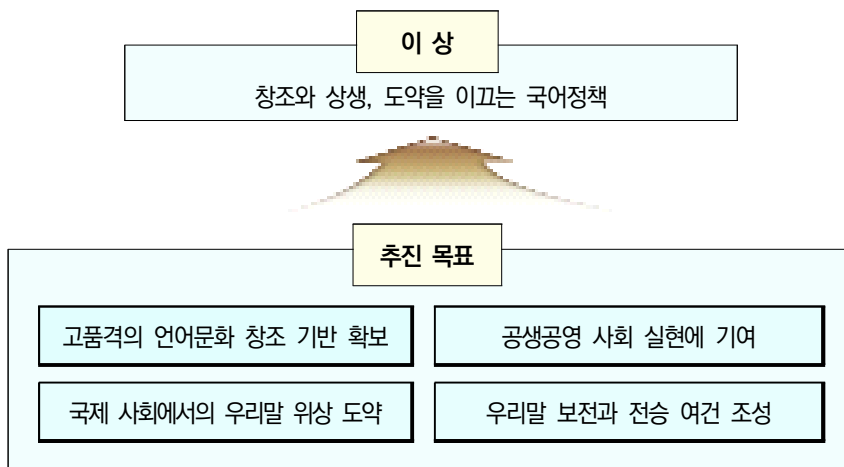 이 상
창조와 상생, 도약을 이끄는 국어정책
추진 목표
고품격의 언어문화 창조 기반 확보
공생공영 사회 실현에 기여
국제 사회에서의 우리말 위상 도약
우리말 보전과 전승 여건 조성